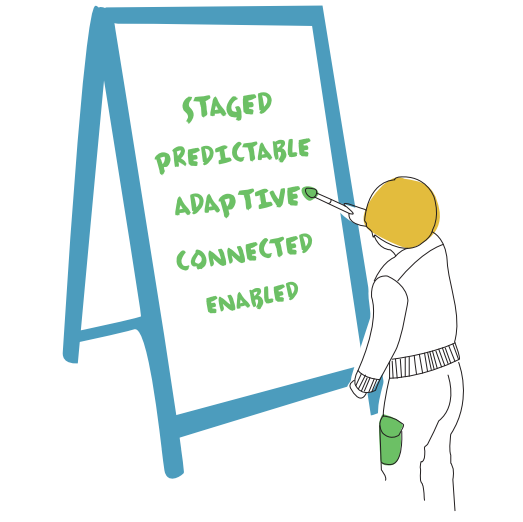 STAGED
PREDICTABLE
ADAPTIVE
CONNECTED
ENABLED